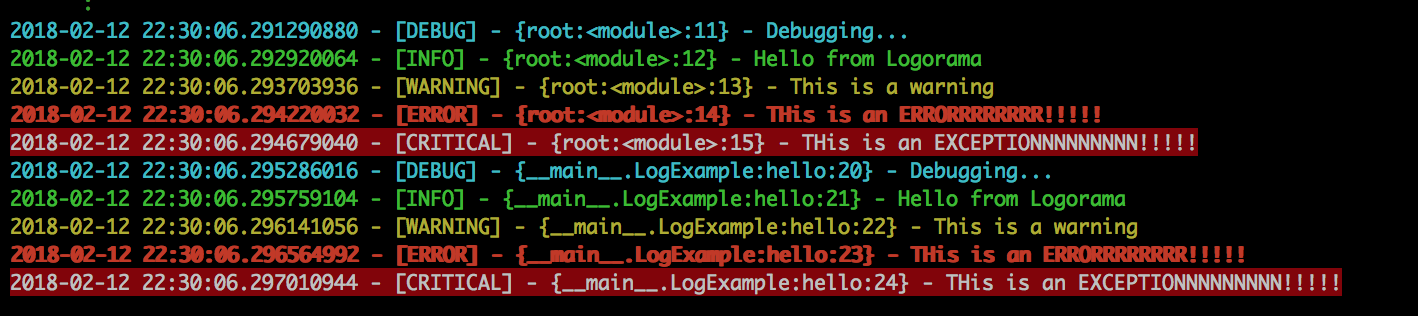 2018-02-12 22:30:06.291290880 - [DEBUG] - {root:<module>:11} - Debugging...
2018-02-12 22:30:06.292920064 - [INFO] - {root:<module>:12} - Hello from Logorama
2018-02-12 22:30:06.293703936 - [WARNING] - {root:<module>:13} - This is a warning
2018-02-12 22:30:06.294220032 - [ERROR] - {root:<module>:14} - THis is an ERRORRRRRRRRR!!!!!
2018-02-12 22:30:06.294679040 - [CRITICAL] - {root:<module>:15} - THis is an EXCEPTIONNNNNNNNNN!!!!!
2018-02-12 22:30:06.295286016 - [DEBUG] - {__main__.LogExample:hello:20} - Debugging...
2018-02-12 22:30:06.295759104 - [INFO] - {__main__.LogExample:hello:21} - Hello from Logorama
2018-02-12 22:30:06.296141056 - [WARNING] - {__main__.LogExample:hello:22} - This is a warning
2018-02-12 22:30:06.296564992 - [ERROR] - {__main__.LogExample:hello:23} - THis is an ERRORRRRRRRRR!!!!!
2018-02-12 22:30:06.297010944 - [CRITICAL] - {__main__.LogExample:hello:24} - THis is an EXCEPTIONNNNNNNNNN!!!!!